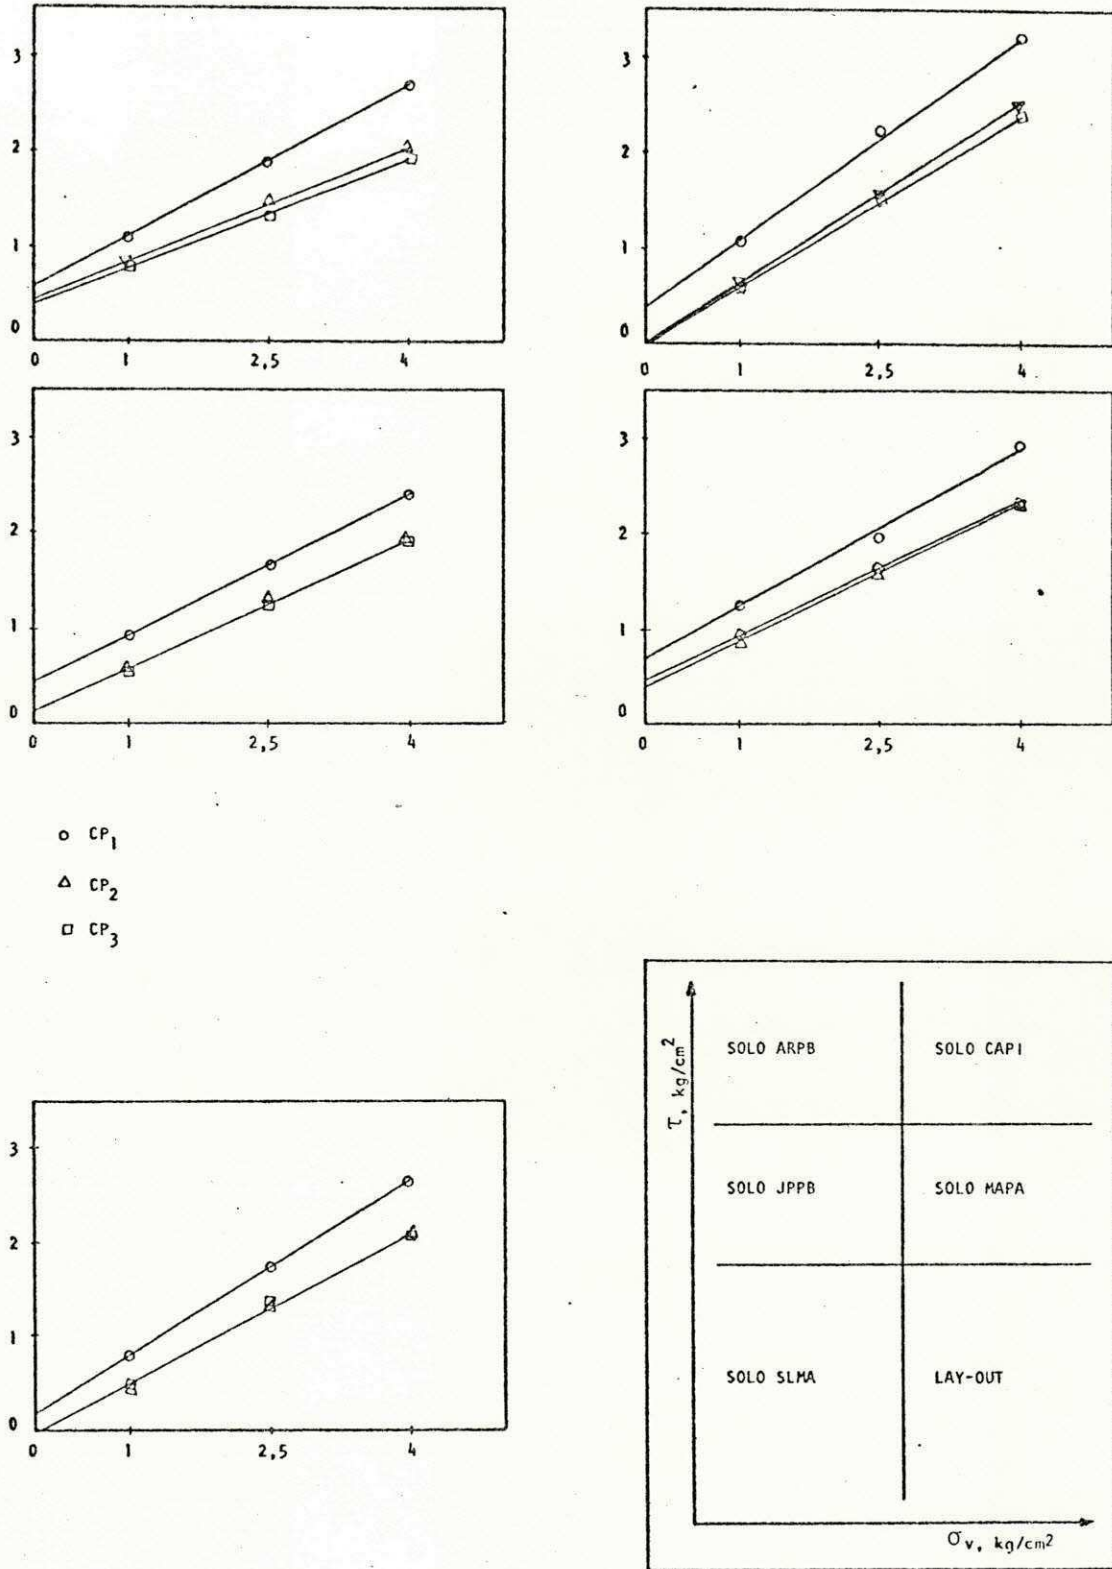 3
2
1
0
0 1 2,5 4
3
2
1
0
0 1 2,5 4
3
2
1
0
0 1 2,5 4
3
2
1
0
0 1 2,5 4
CP1
CP2
CP3
3
2
1
0
0 1 2,5 4
τ, kg/cm2
SOLO ARPB SOLO CAPI
SOLO JPPB SOLO MAPA
SOLO SLMA LAY-OUT
σv, kg/cm2